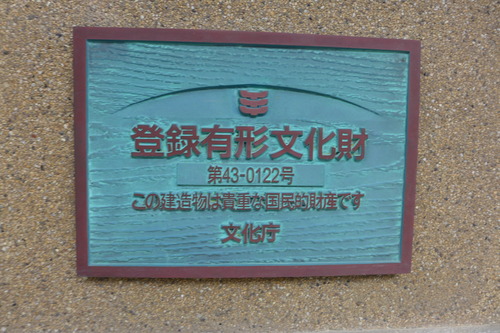 登録有形文化財
第43-0122号
この建造物は貴重な国民的財産です
文化庁